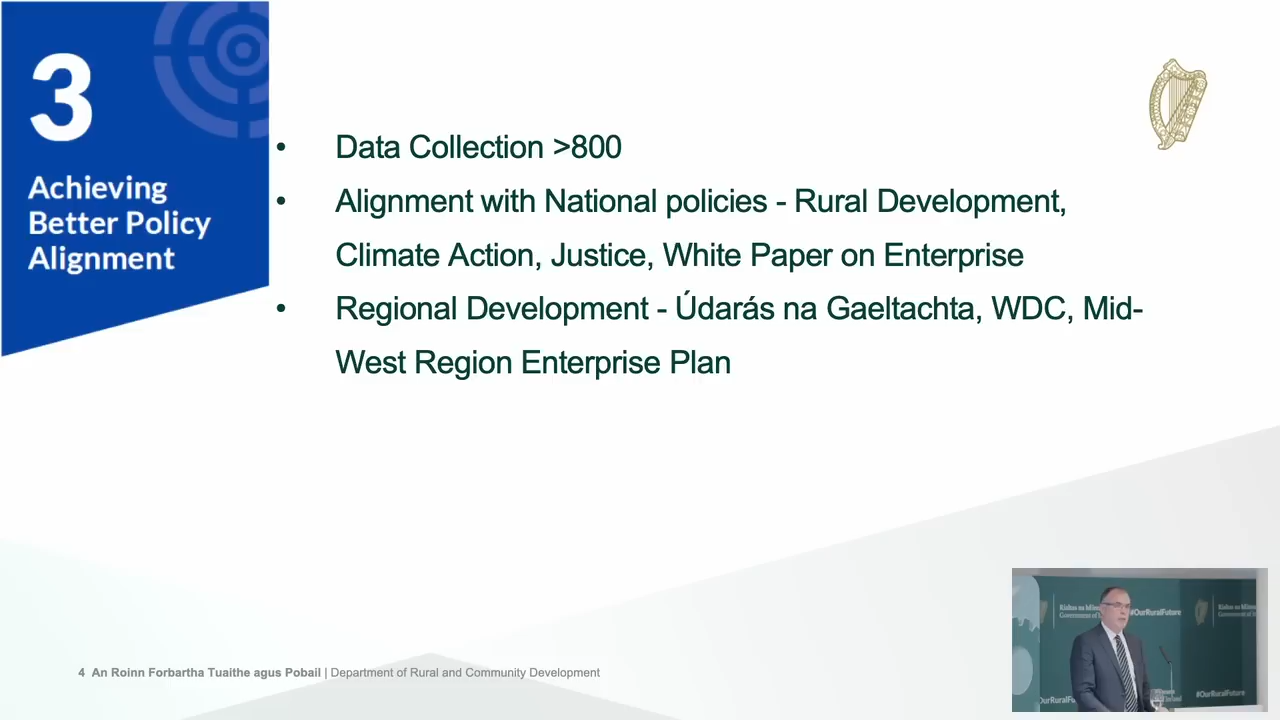 3
Achieving
Better Policy
Alignment
• Data Collection >800
• Alignment with National policies - Rural Development,
Climate Action, Justice, White Paper on Enterprise
• Regional Development - Údarás na Gaeltachta, WDC, Mid-
West Region Enterprise Plan
4 An Roinn Forbartha Tuaithe agus Pobail | Department of Rural and Community Development
#OurRuralFuture
#OurRuralFuture